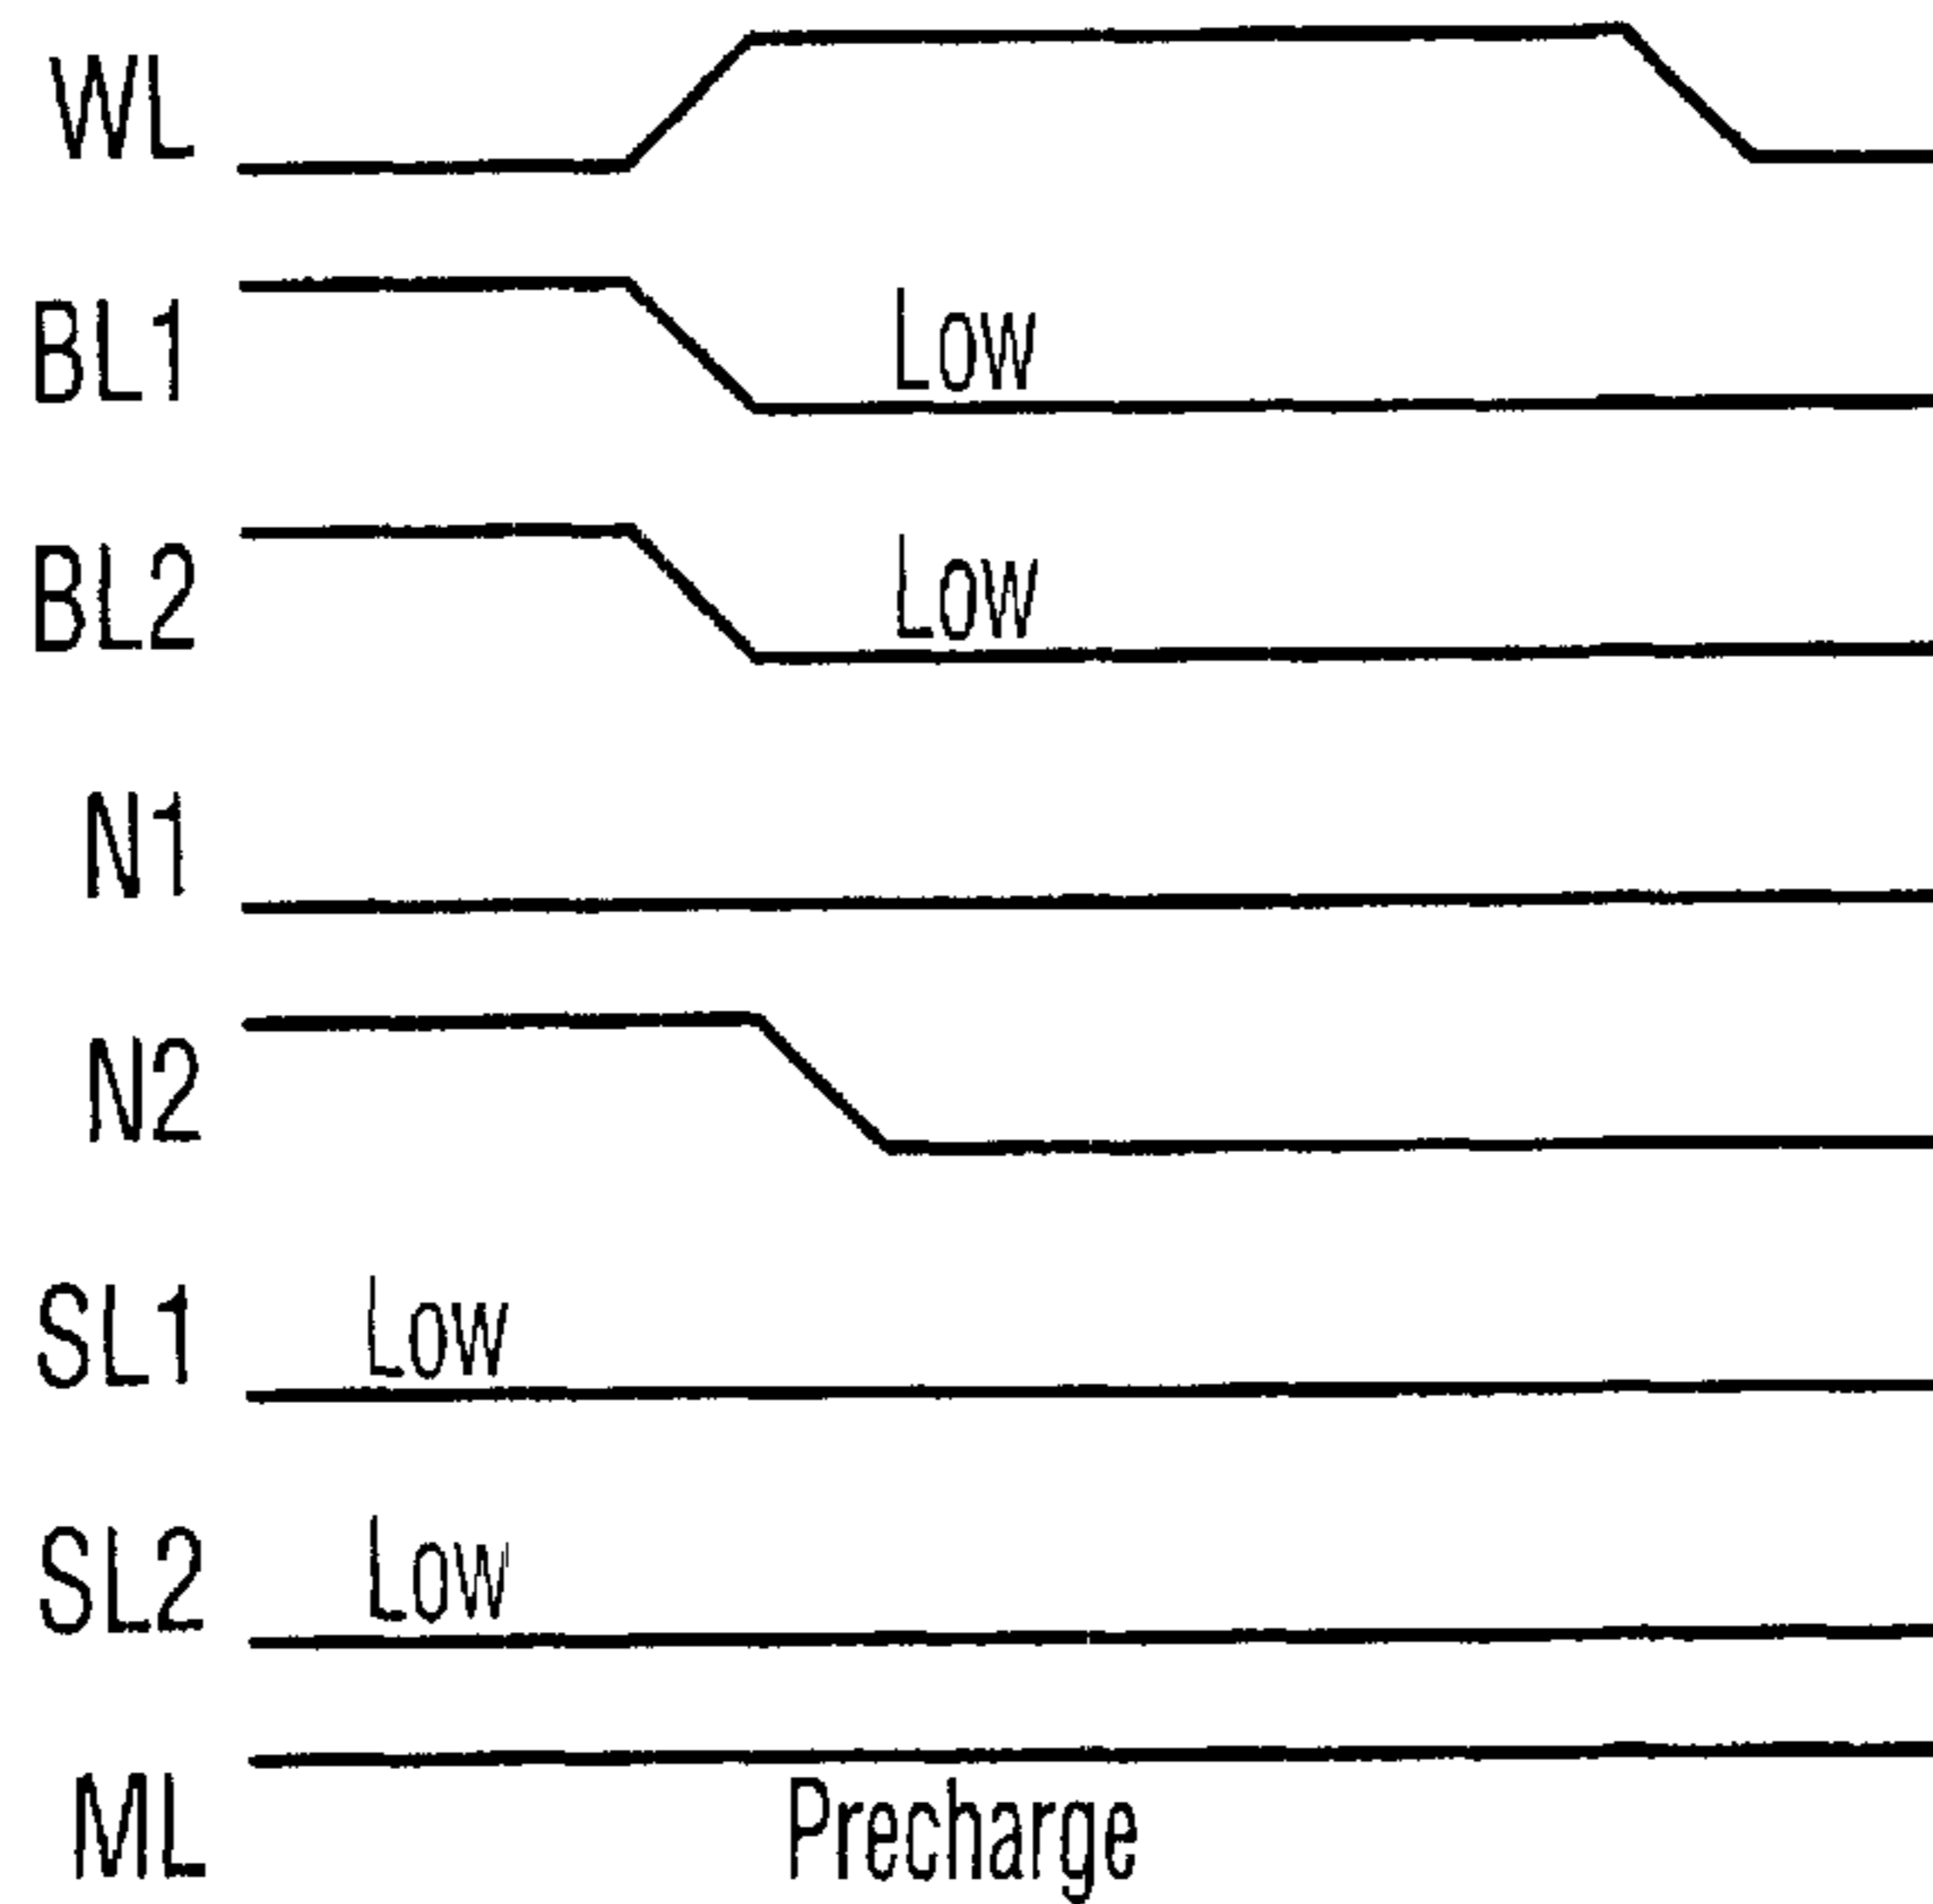 WL
BL1 Low
BL2 Low
N1
N2
SL1 Low
SL2 Low
ML Precharge